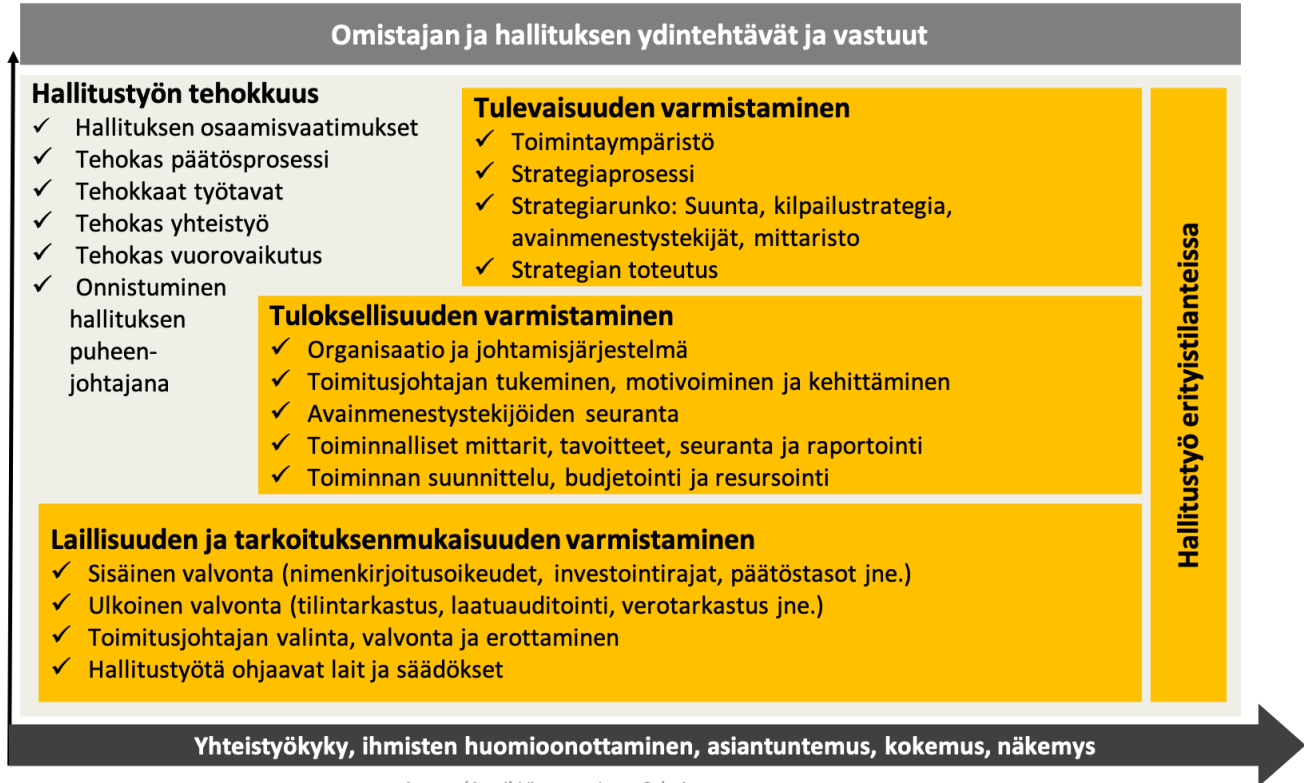 Omistajan ja hallituksen ydintehtävät ja vastuut
Hallitustyön tehokkuus
✓ Hallituksen osaamisvaatimukset
✓ Tehokas päätösprosessi
✓ Tehokkaat työtavat
✓ Tehokas yhteistyö
✓ Tehokas vuorovaikutus
✓ Onnistuminen
hallituksen
puheen-
johtajana
Tulevaisuuden varmistaminen
✓ Toimintaympäristö
✓ Strategiaprosessi
✓ Strategiarunko: Suunta, kilpailustrategia,
avainmenestystekijät, mittaristo
✓ Strategian toteutus
Tuloksellisuuden varmistaminen
✓ Organisaatio ja johtamisjärjestelmä
✓ Toimitusjohtajan tukeminen, motivoiminen ja kehittäminen
✓ Avainmenestystekijöiden seuranta
✓ Toiminnalliset mittarit, tavoitteet, seuranta ja raportointi
✓ Toiminnan suunnittelu, budjetointi ja resursointi
Laillisuuden ja tarkoituksenmukaisuuden varmistaminen
✓ Sisäinen valvonta (nimenkirjoitusoikeudet, investointirajat, päätöstasot jne.)
✓ Ulkoinen valvonta (tilintarkastus, laatuauditointi, verotarkastus jne.)
✓ Toimitusjohtajan valinta, valvonta ja erottaminen
✓ Hallitustyötä ohjaavat lait ja säädökset
Hallitustyö erityistilanteissa
Yhteistyökyky, ihmisten huomioonottaminen, asiantuntemus, kokemus, näkemys